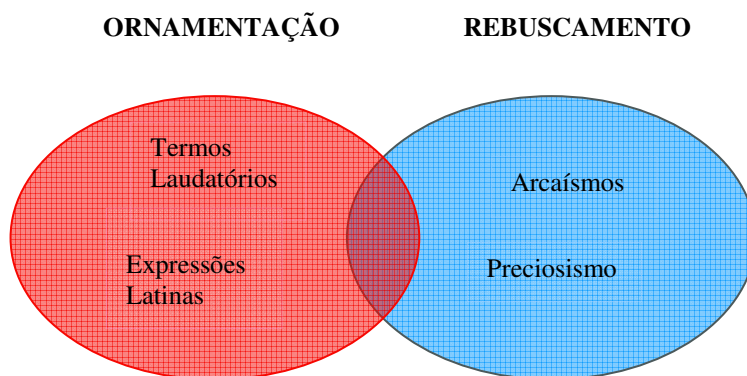 ORNAMENTAÇÃO
REBUSCAMENTO
Termos
Laudatórios
Expressões
Latinas
Arcaísmos
Preciosismo